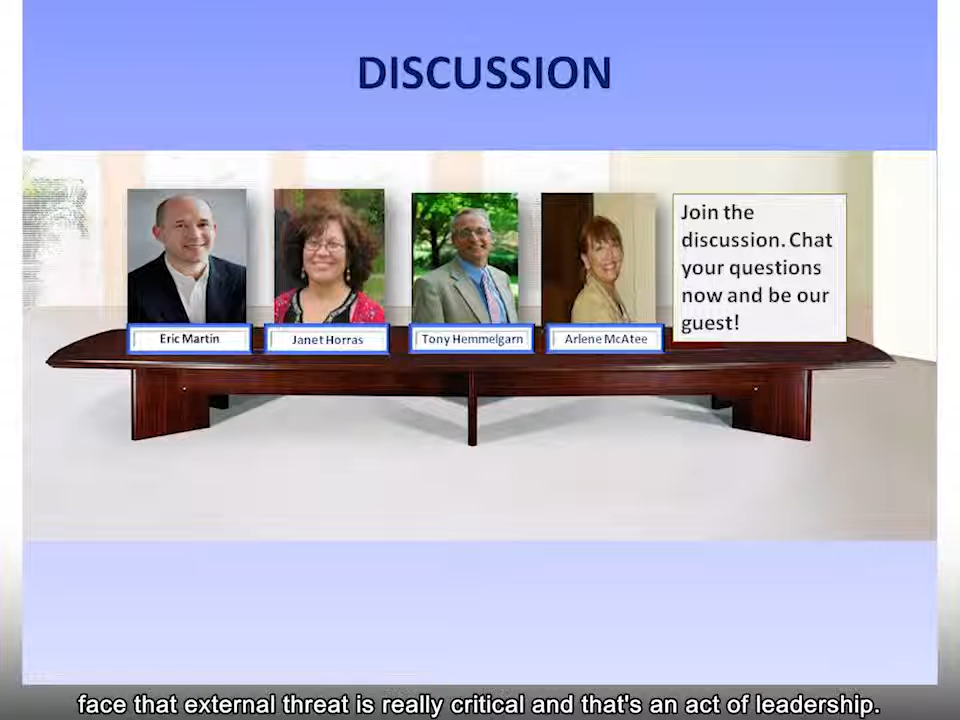 DISCUSSION
Join the
discussion. Chat
your questions
now and be our
guest!
Eric Martin
Janet Horras
Tony Hemmelgarn
Arlene McAtee
face that external threat is really critical and that's an act of leadership.